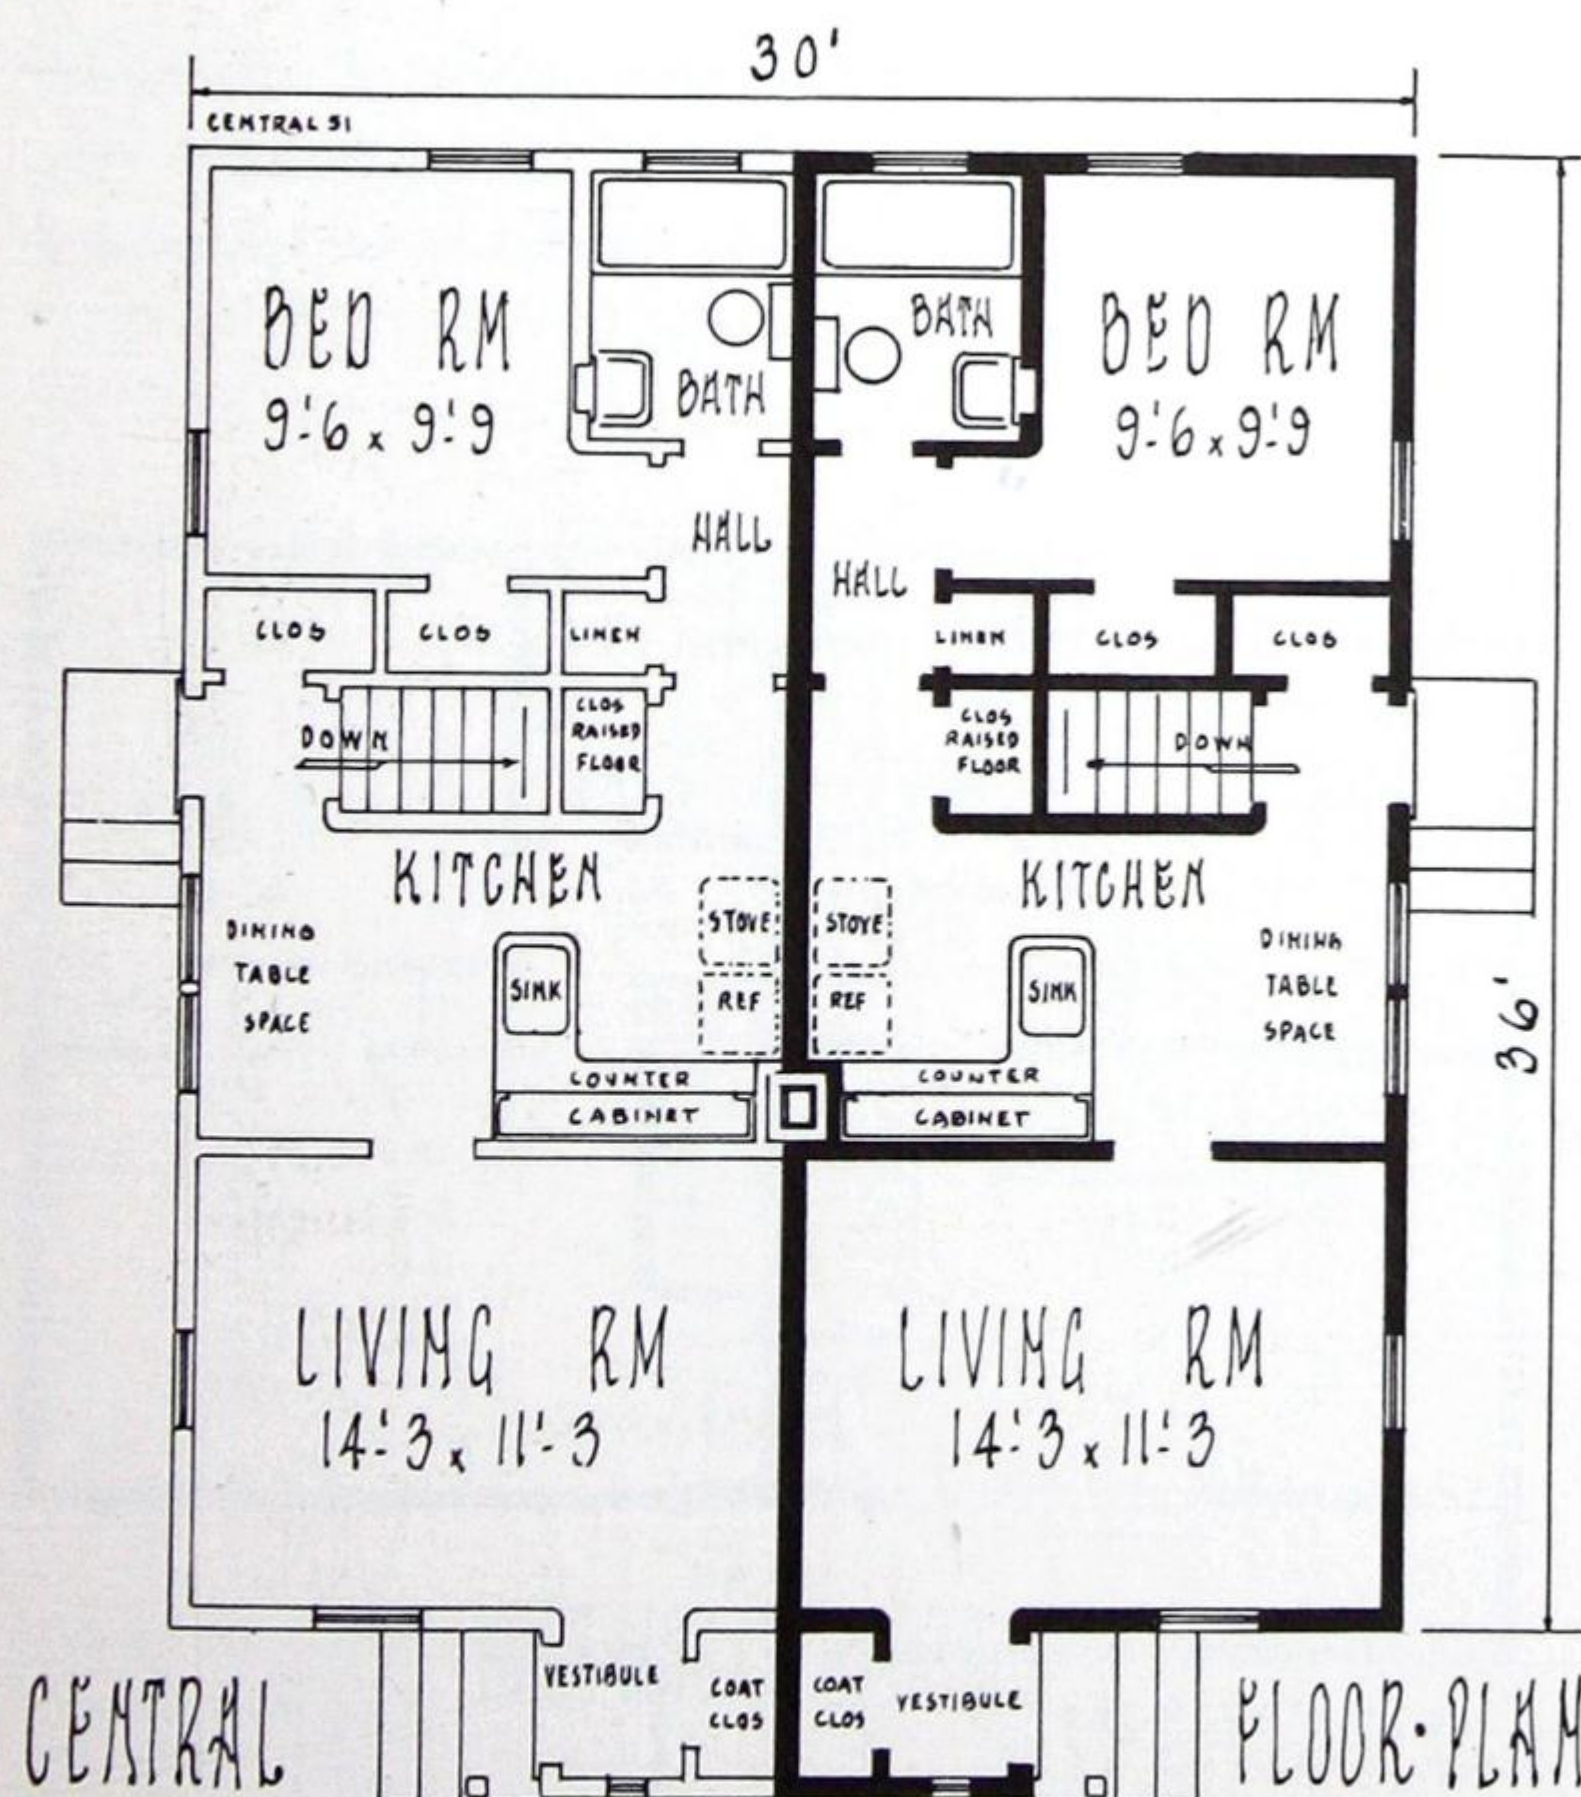 30'
CENTRAL 51
BED RM
9'-6 x 9'-9
BATH
BATH
BED RM
9'-6 x 9'-9
HALL
HALL
CLOS
CLOS
LINEN
LINEN
CLOS
CLOS
DOWN
CLOS
RAISED
FLOOR
CLOS
RAISED
FLOOR
DOWN
KITCHEN
KITCHEN
DINING
TABLE
SPACE
SINK
STOVE
REF
STOVE
REF
SINK
DINING
TABLE
SPACE
36'
COUNTER
CABINET
COUNTER
CABINET
LIVING RM
14'-3 x 11'-3
LIVING RM
14'-3 x 11'-3
VESTIBULE
COAT
CLOS
COAT
CLOS
VESTIBULE
CENTRAL
FLOOR·PLAN